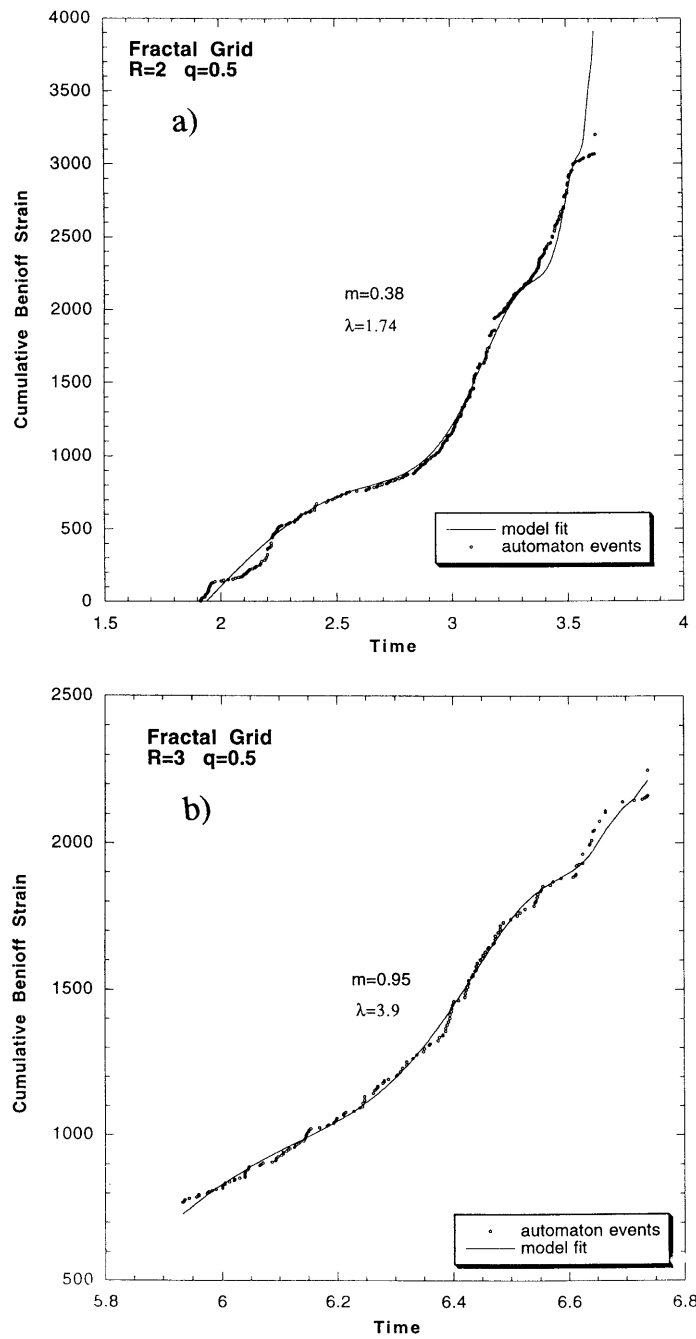 4000
3500
3000
2500
2000
1500
1000
500
0
Cumulative Benioff Strain
Fractal Grid
R=2 q=0.5
a)
m=0.38
λ=1.74
model fit
automaton events
1.5
2
2.5
3
3.5
4
Time
2500
2000
1500
1000
500
Cumulative Benioff Strain
Fractal Grid
R=3 q=0.5
b)
m=0.95
λ=3.9
automaton events
model fit
5.8
6
6.2
6.4
6.6
6.8
Time